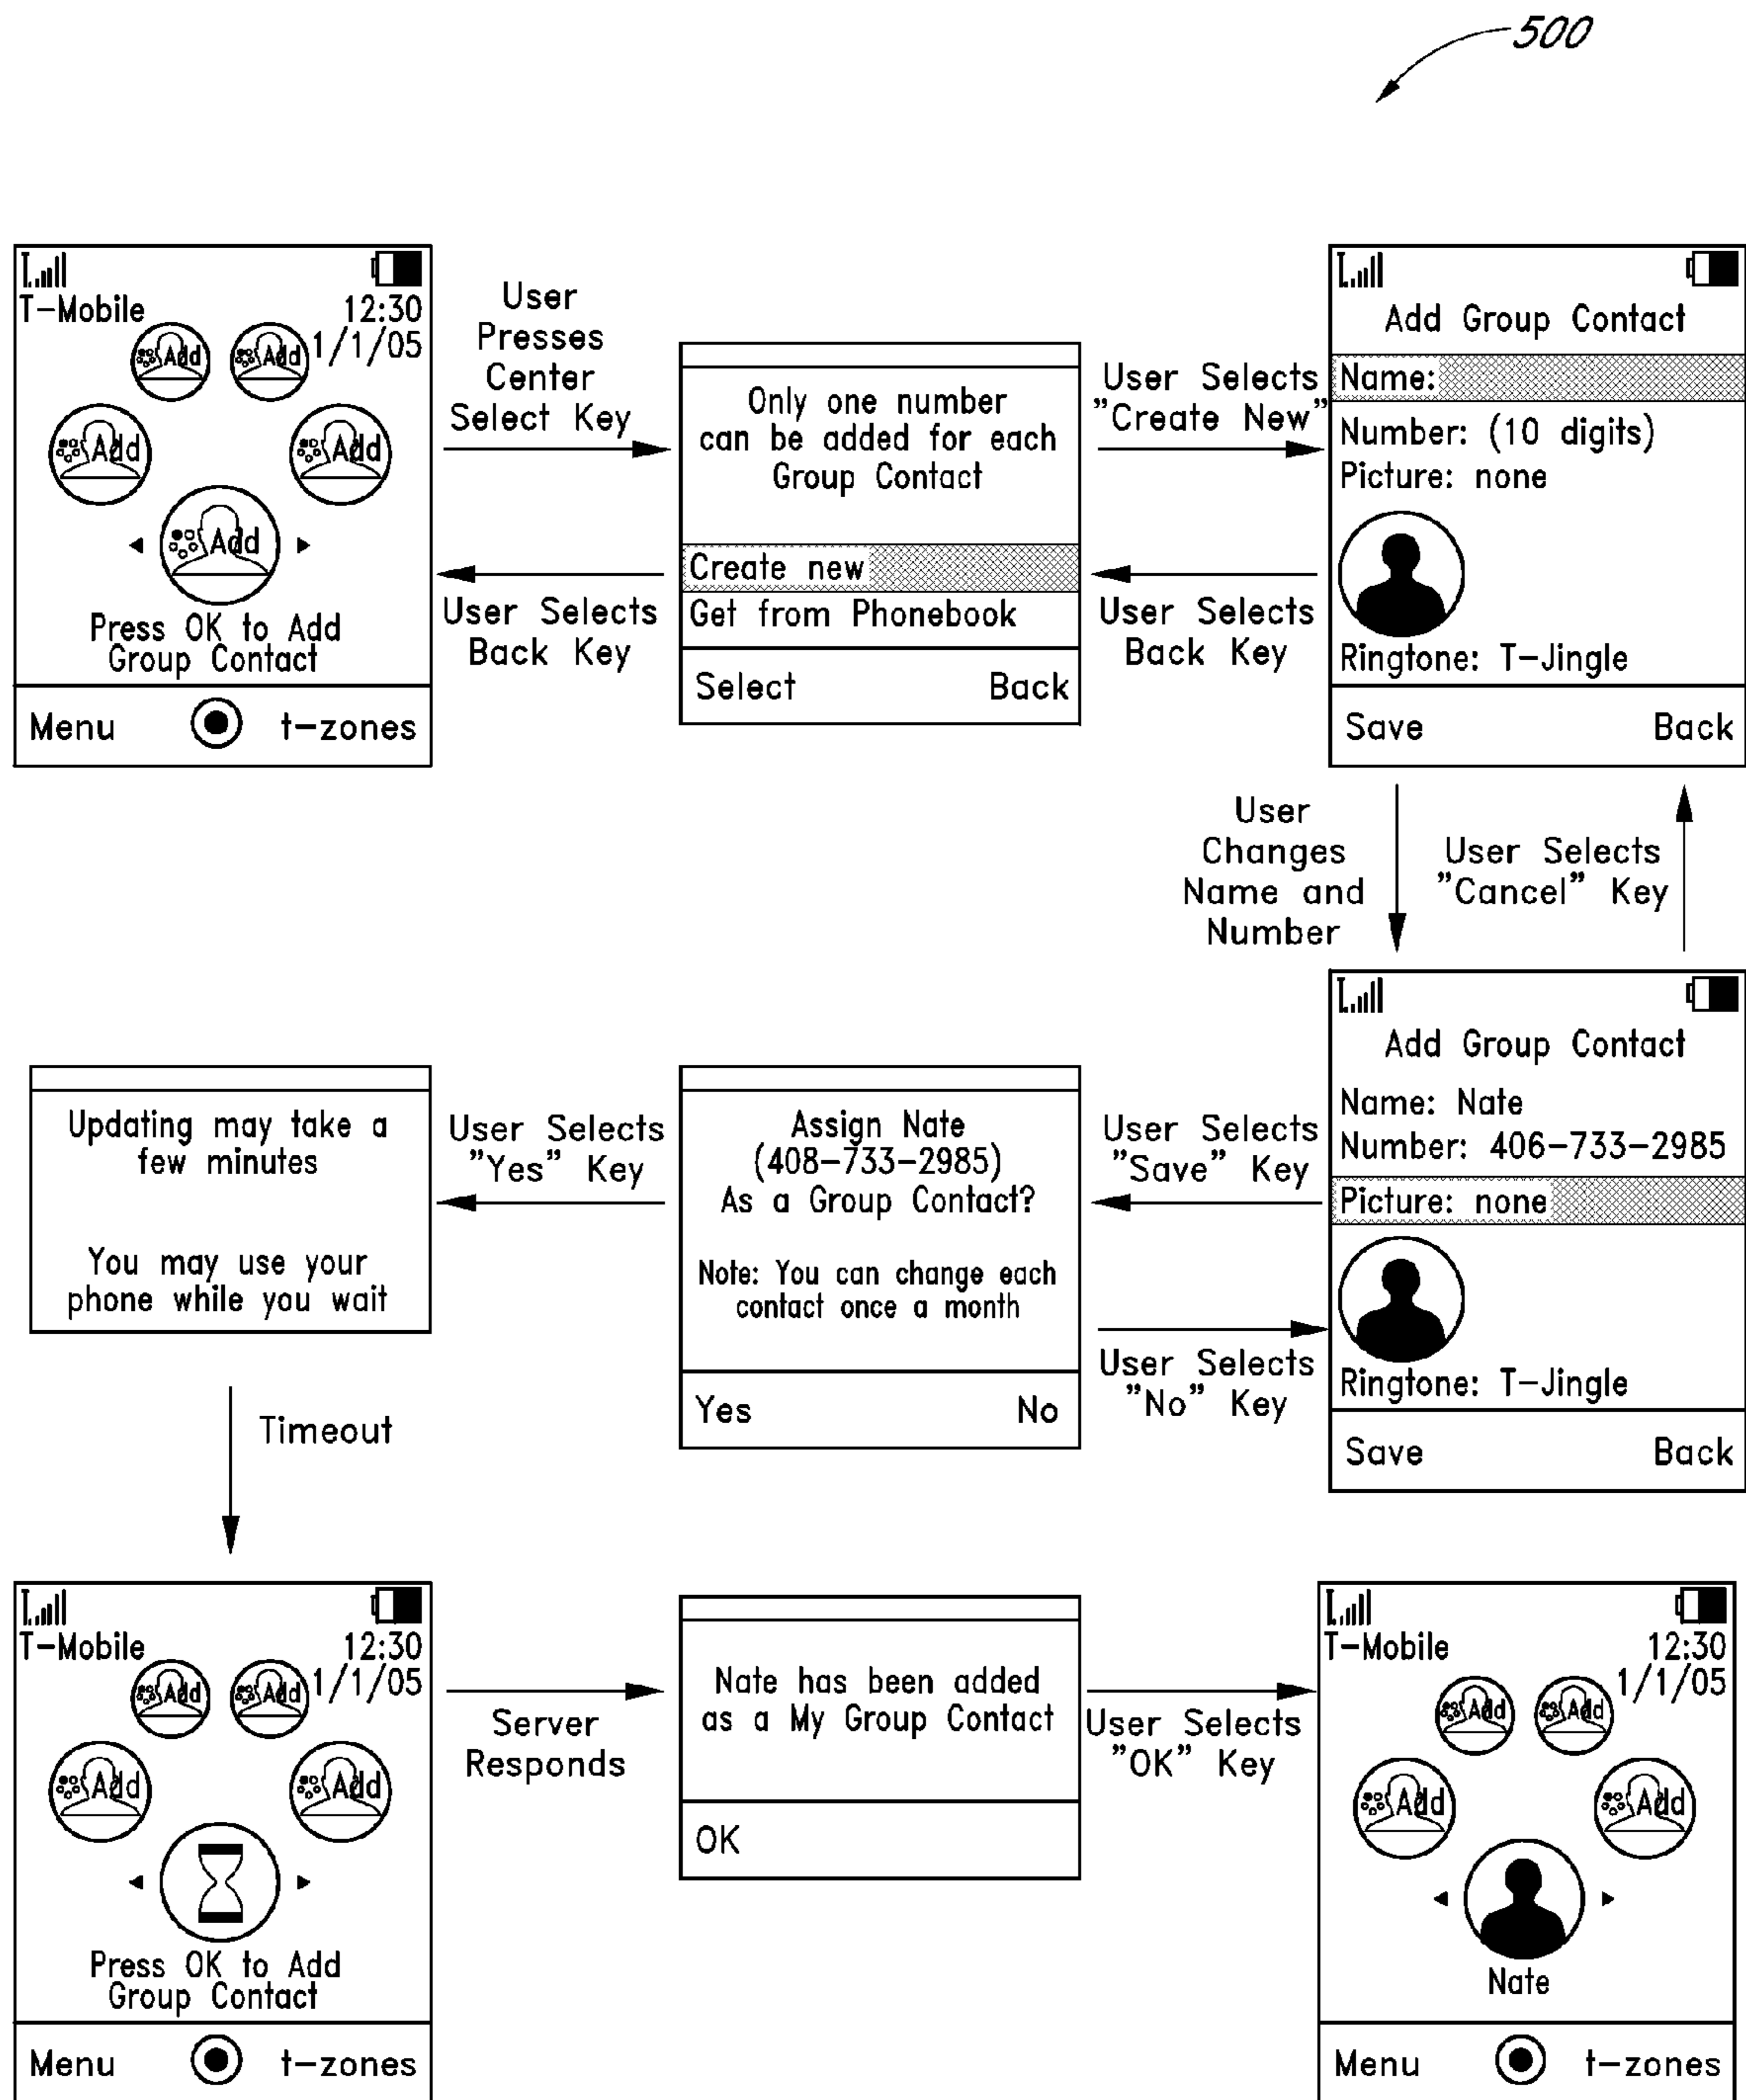 500
T-Mobile 12:30
1/1/05
Add Add
Add Add
Add
Press OK to Add
Group Contact
Menu t-zones
User
Presses
Center
Select Key
User Selects
Back Key
Only one number
can be added for each
Group Contact
Create new
Get from Phonebook
Select Back
User Selects
"Create New"
User Selects
Back Key
Add Group Contact
Name:
Number: (10 digits)
Picture: none
Ringtone: T-Jingle
Save Back
User
Changes
Name and
Number
User Selects
"Cancel" Key
Add Group Contact
Name: Nate
Number: 406-733-2985
Picture: none
Ringtone: T-Jingle
Save Back
User Selects
"Save" Key
User Selects
"No" Key
Assign Nate
(408-733-2985)
As a Group Contact?
Note: You can change each
contact once a month
Yes No
User Selects
"Yes" Key
Updating may take a
few minutes
You may use your
phone while you wait
Timeout
T-Mobile 12:30
1/1/05
Add Add
Add Add
Press OK to Add
Group Contact
Menu t-zones
Server
Responds
Nate has been added
as a My Group Contact
OK
User Selects
"OK" Key
T-Mobile 12:30
1/1/05
Add Add
Add Add
Nate
Menu t-zones